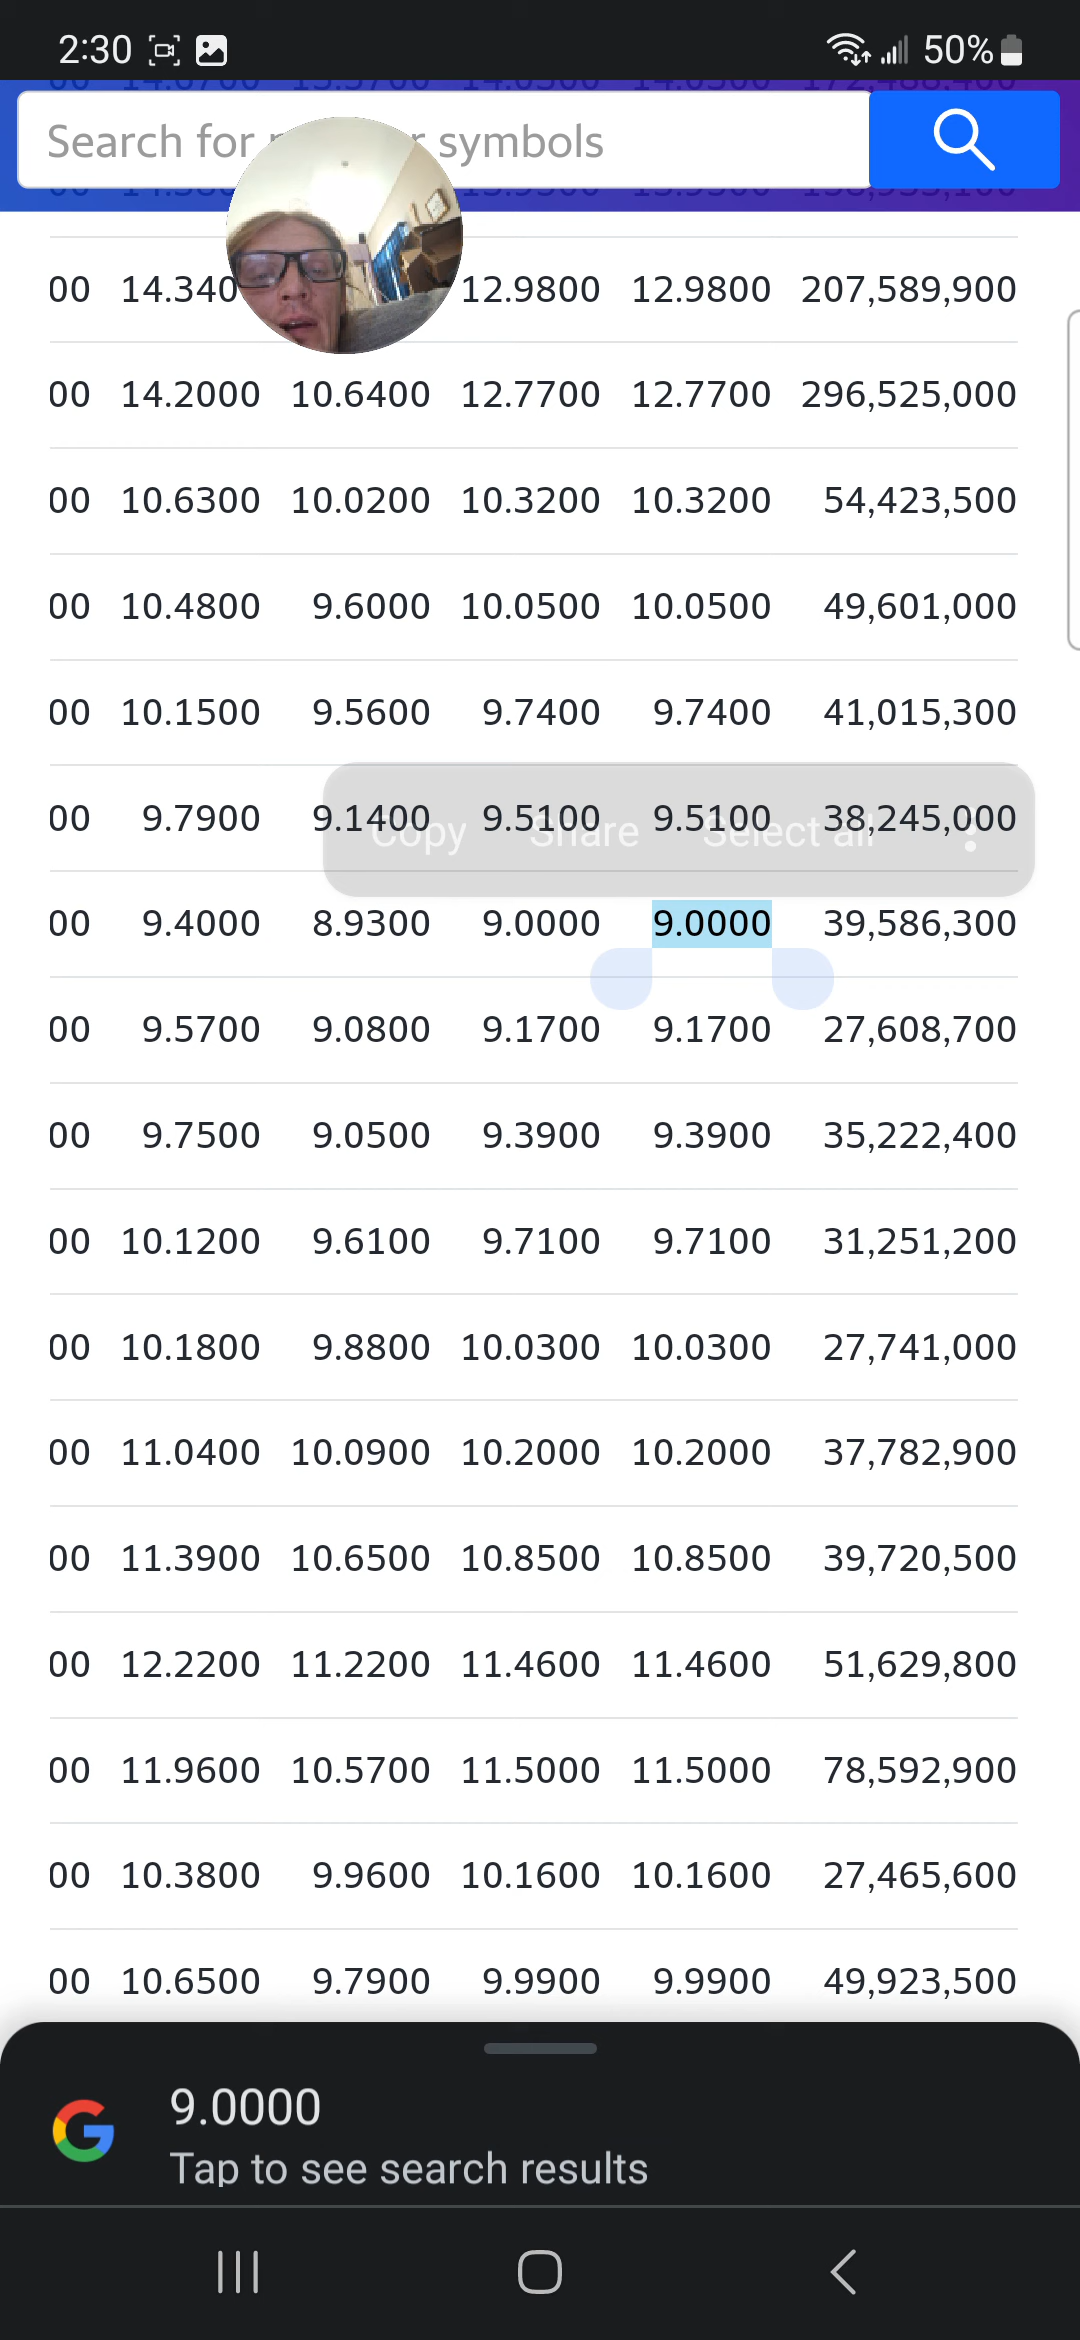 2:30 50%
Search for symbols
00 14.340 12.9800 12.9800 207,589,900
00 14.2000 10.6400 12.7700 12.7700 296,525,000
00 10.6300 10.0200 10.3200 10.3200 54,423,500
00 10.4800 9.6000 10.0500 10.0500 49,601,000
00 10.1500 9.5600 9.7400 9.7400 41,015,300
00 9.7900 9.1400 9.5100 9.5100 38,245,000
Copy Share Select all
00 9.4000 8.9300 9.0000 9.0000 39,586,300
00 9.5700 9.0800 9.1700 9.1700 27,608,700
00 9.7500 9.0500 9.3900 9.3900 35,222,400
00 10.1200 9.6100 9.7100 9.7100 31,251,200
00 10.1800 9.8800 10.0300 10.0300 27,741,000
00 11.0400 10.0900 10.2000 10.2000 37,782,900
00 11.3900 10.6500 10.8500 10.8500 39,720,500
00 12.2200 11.2200 11.4600 11.4600 51,629,800
00 11.9600 10.5700 11.5000 11.5000 78,592,900
00 10.3800 9.9600 10.1600 10.1600 27,465,600
00 10.6500 9.7900 9.9900 9.9900 49,923,500
9.0000
Tap to see search results